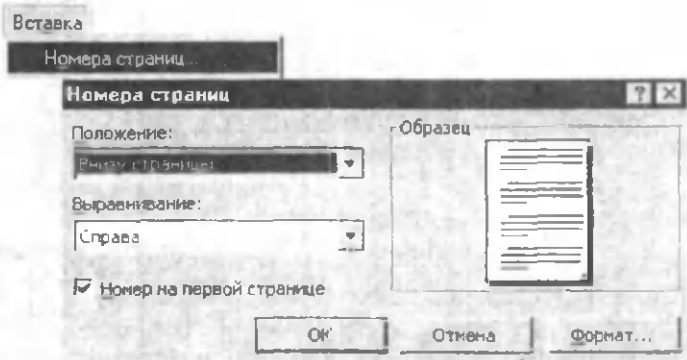 Вставка
Номера страниц...
Номера страниц
Положение:
Внизу страницы
Выравнивание:
Справа
Номер на первой странице
Образец
ОК
Отмена
Формат...